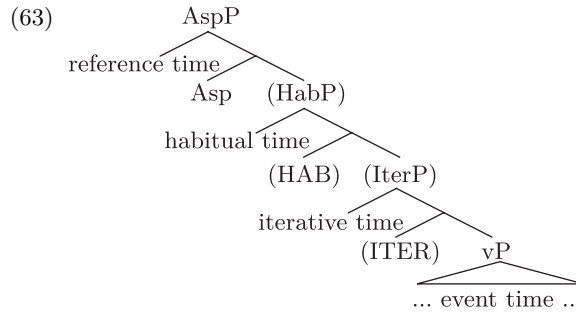 (63)
AspP
reference time
Asp (HabP)
habitual time
(HAB) (IterP)
iterative time
(ITER) vP
... event time ..